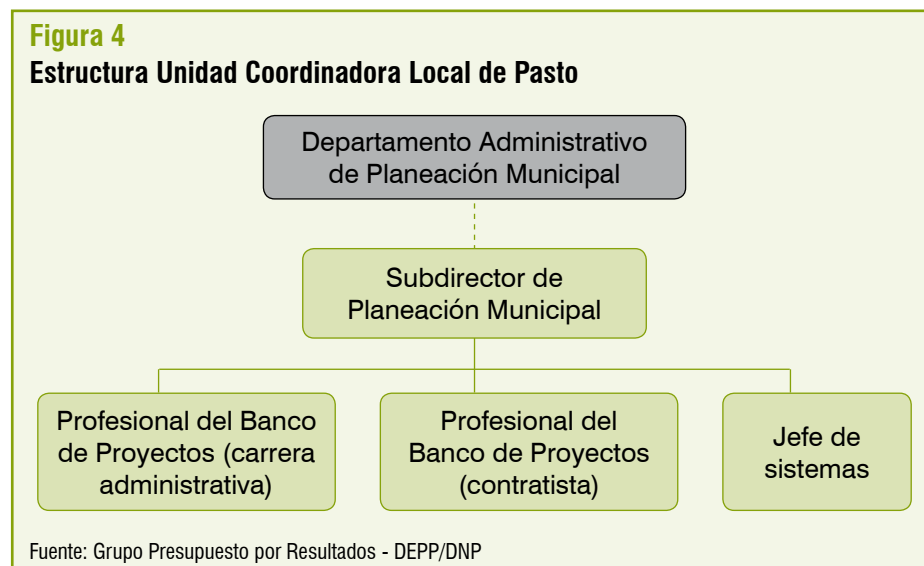 Figura 4
Estructura Unidad Coordinadora Local de Pasto
Departamento Administrativo
de Planeación Municipal
Subdirector de
Planeación Municipal
Profesional del Banco
de Proyectos (carrera
administrativa)
Profesional del
Banco de Proyectos
(contratista)
Jefe de
sistemas
Fuente: Grupo Presupuesto por Resultados - DEPP/DNP